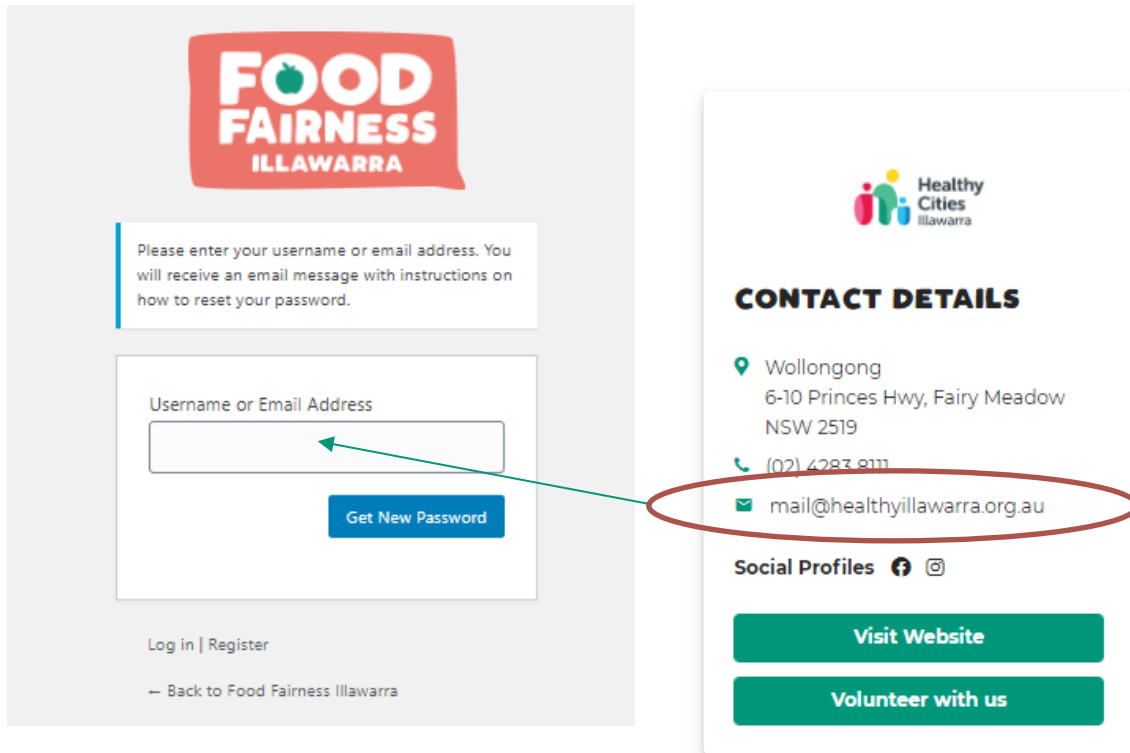 FOOD
FAIRNESS
ILLAWARRA
Please enter your username or email address. You
will receive an email message with instructions on
how to reset your password.
Username or Email Address
Get New Password
Log in | Register
← Back to Food Fairness Illawarra
Healthy
Cities
Illawarra
CONTACT DETAILS
Wollongong
6-10 Princes Hwy, Fairy Meadow
NSW 2519
(02) 4283 8111
mail@healthyillawarra.org.au
Social Profiles
Visit Website
Volunteer with us